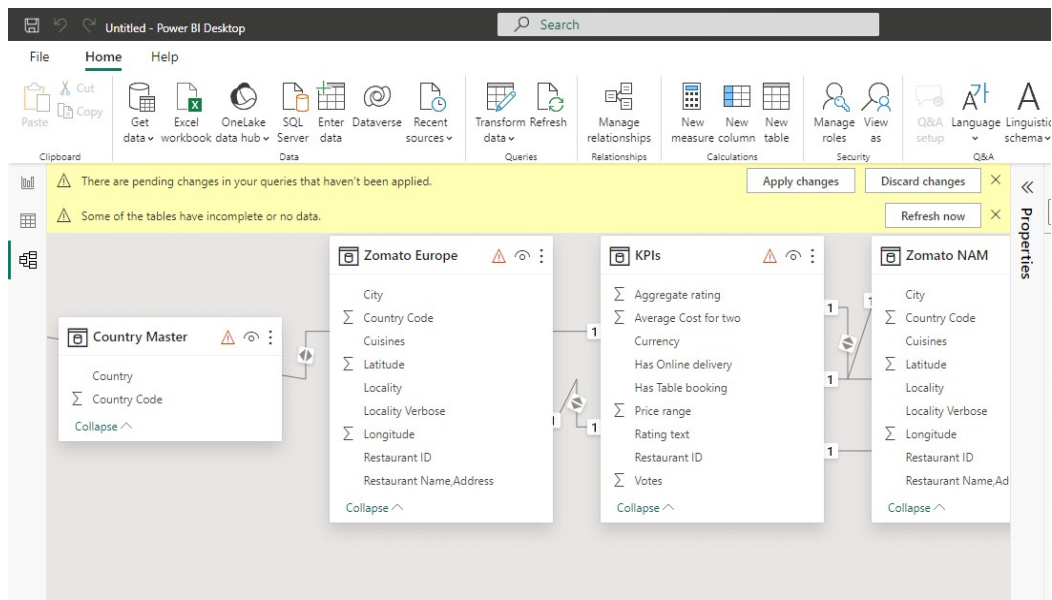 Untitled - Power BI Desktop
Search
File Home Help
Paste
Cut
Copy
Clipboard
Get data
Excel workbook
OneLake data hub
SQL Server
Enter data
Dataverse
Recent sources
Data
Transform data
Refresh
Queries
Manage relationships
Relationships
New measure
New column
New table
Calculations
Manage roles
View as
Security
Q&A setup
Language
Linguistic schema
Q&A
There are pending changes in your queries that haven't been applied.
Apply changes
Discard changes
Some of the tables have incomplete or no data.
Refresh now
Properties
Country Master
Country
Country Code
Collapse
Zomato Europe
City
Country Code
Cuisines
Latitude
Locality
Locality Verbose
Longitude
Restaurant ID
Restaurant Name,Address
Collapse
1
1
KPIs
Aggregate rating
Average Cost for two
Currency
Has Online delivery
Has Table booking
Price range
Rating text
Restaurant ID
Votes
Collapse
1
1
1
1
Zomato NAM
City
Country Code
Cuisines
Latitude
Locality
Locality Verbose
Longitude
Restaurant ID
Restaurant Name,Ad
Collapse